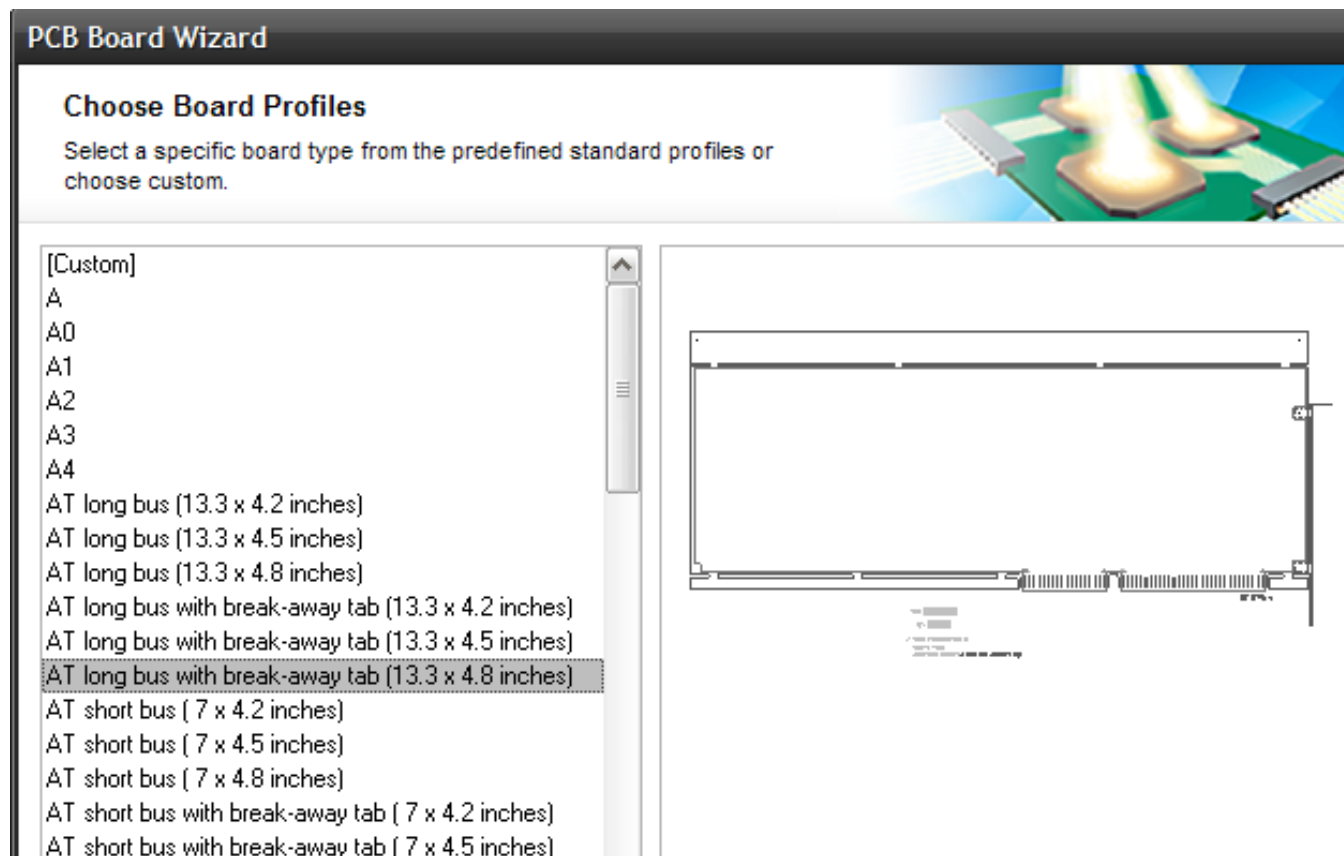 PCB Board Wizard
Choose Board Profiles
Select a specific board type from the predefined standard profiles or
choose custom.
[Custom]
A
A0
A1
A2
A3
A4
AT long bus (13.3 x 4.2 inches)
AT long bus (13.3 x 4.5 inches)
AT long bus (13.3 x 4.8 inches)
AT long bus with break-away tab (13.3 x 4.2 inches)
AT long bus with break-away tab (13.3 x 4.5 inches)
AT long bus with break-away tab (13.3 x 4.8 inches)
AT short bus ( 7 x 4.2 inches)
AT short bus ( 7 x 4.5 inches)
AT short bus ( 7 x 4.8 inches)
AT short bus with break-away tab ( 7 x 4.2 inches)
AT short bus with break-away tab ( 7 x 4.5 inches)